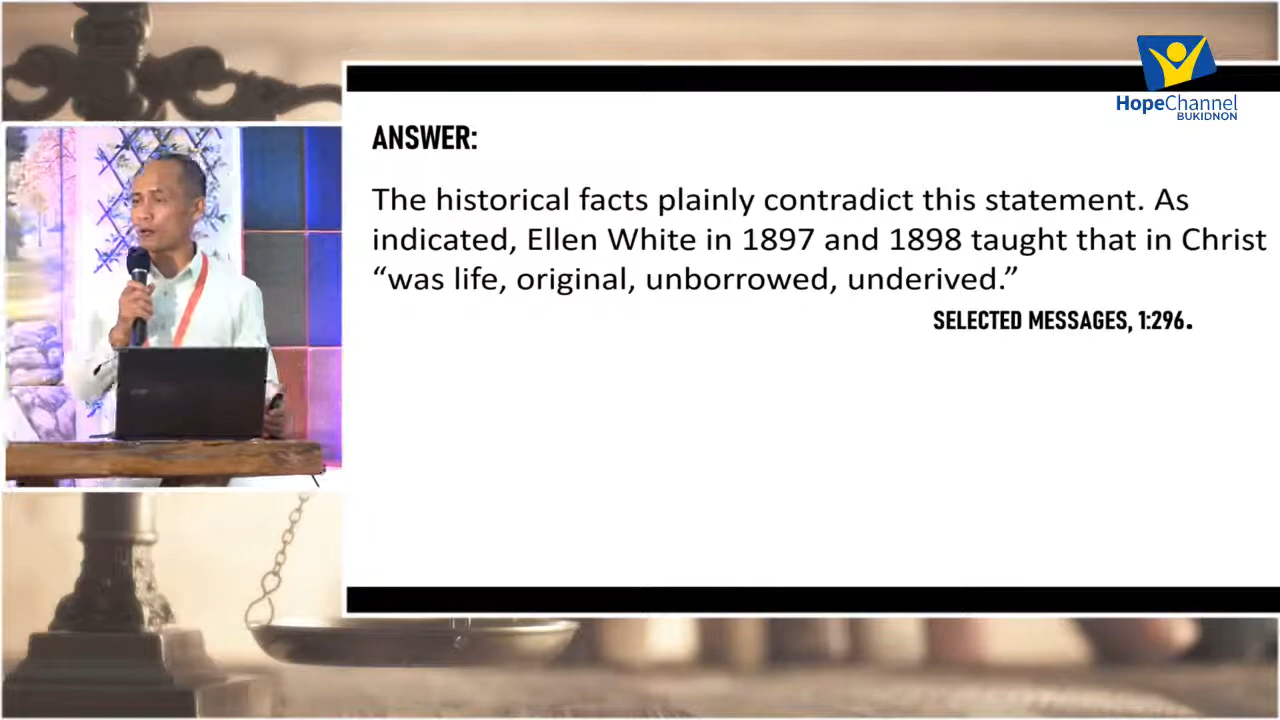 HopeChannel
BUKIDNON
ANSWER:
The historical facts plainly contradict this statement. As
indicated, Ellen White in 1897 and 1898 taught that in Christ
“was life, original, unborrowed, underived.”
SELECTED MESSAGES, 1:296.